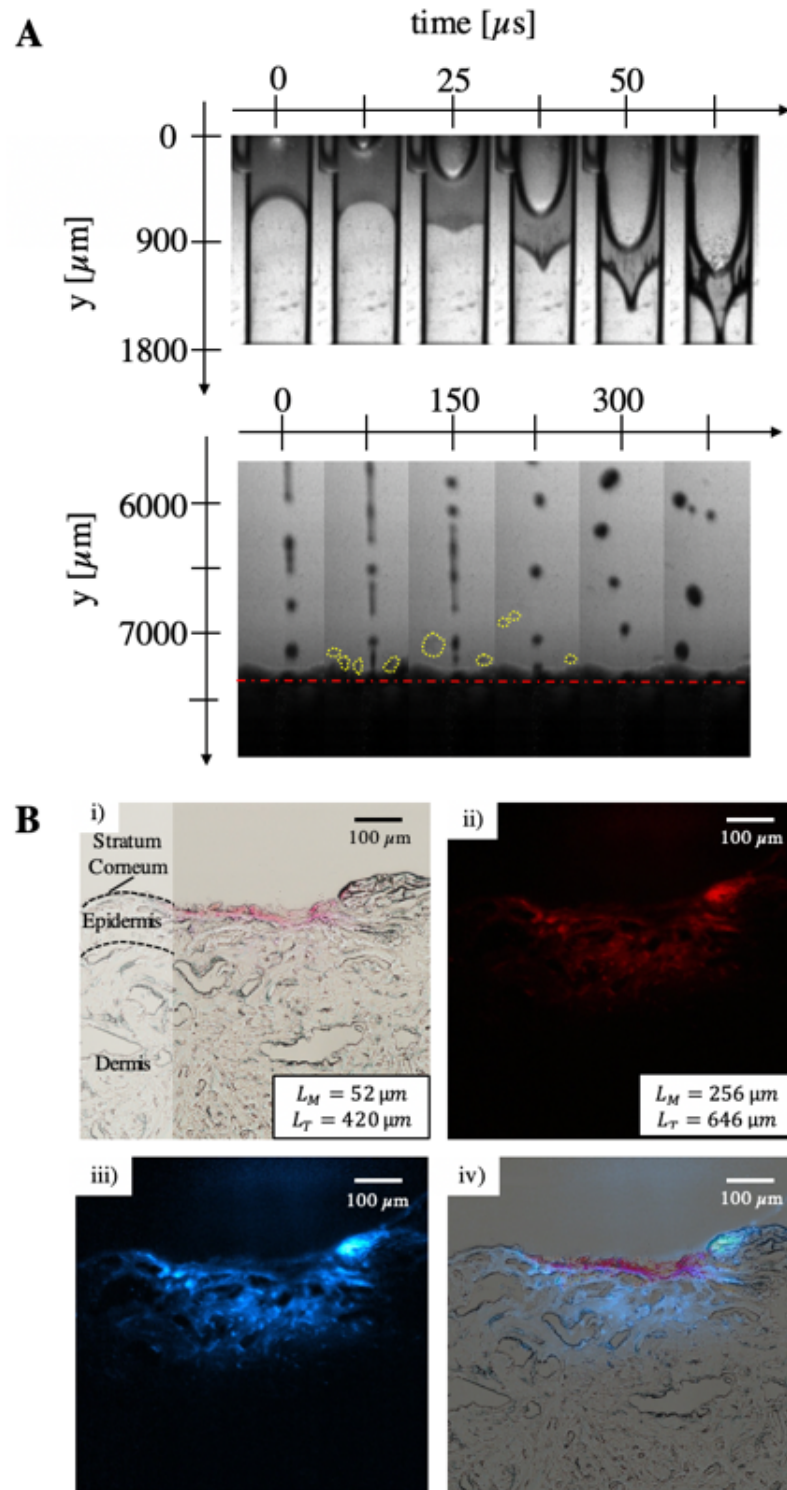 A
time [μs]
0 25 50
0
900
1800
y [μm]
0 150 300
6000
7000
y [μm]
B
i)
100 μm
Stratum
Corneum
Epidermis
Dermis
L_M = 52 μm
L_T = 420 μm
ii)
100 μm
L_M = 256 μm
L_T = 646 μm
iii)
100 μm
iv)
100 μm